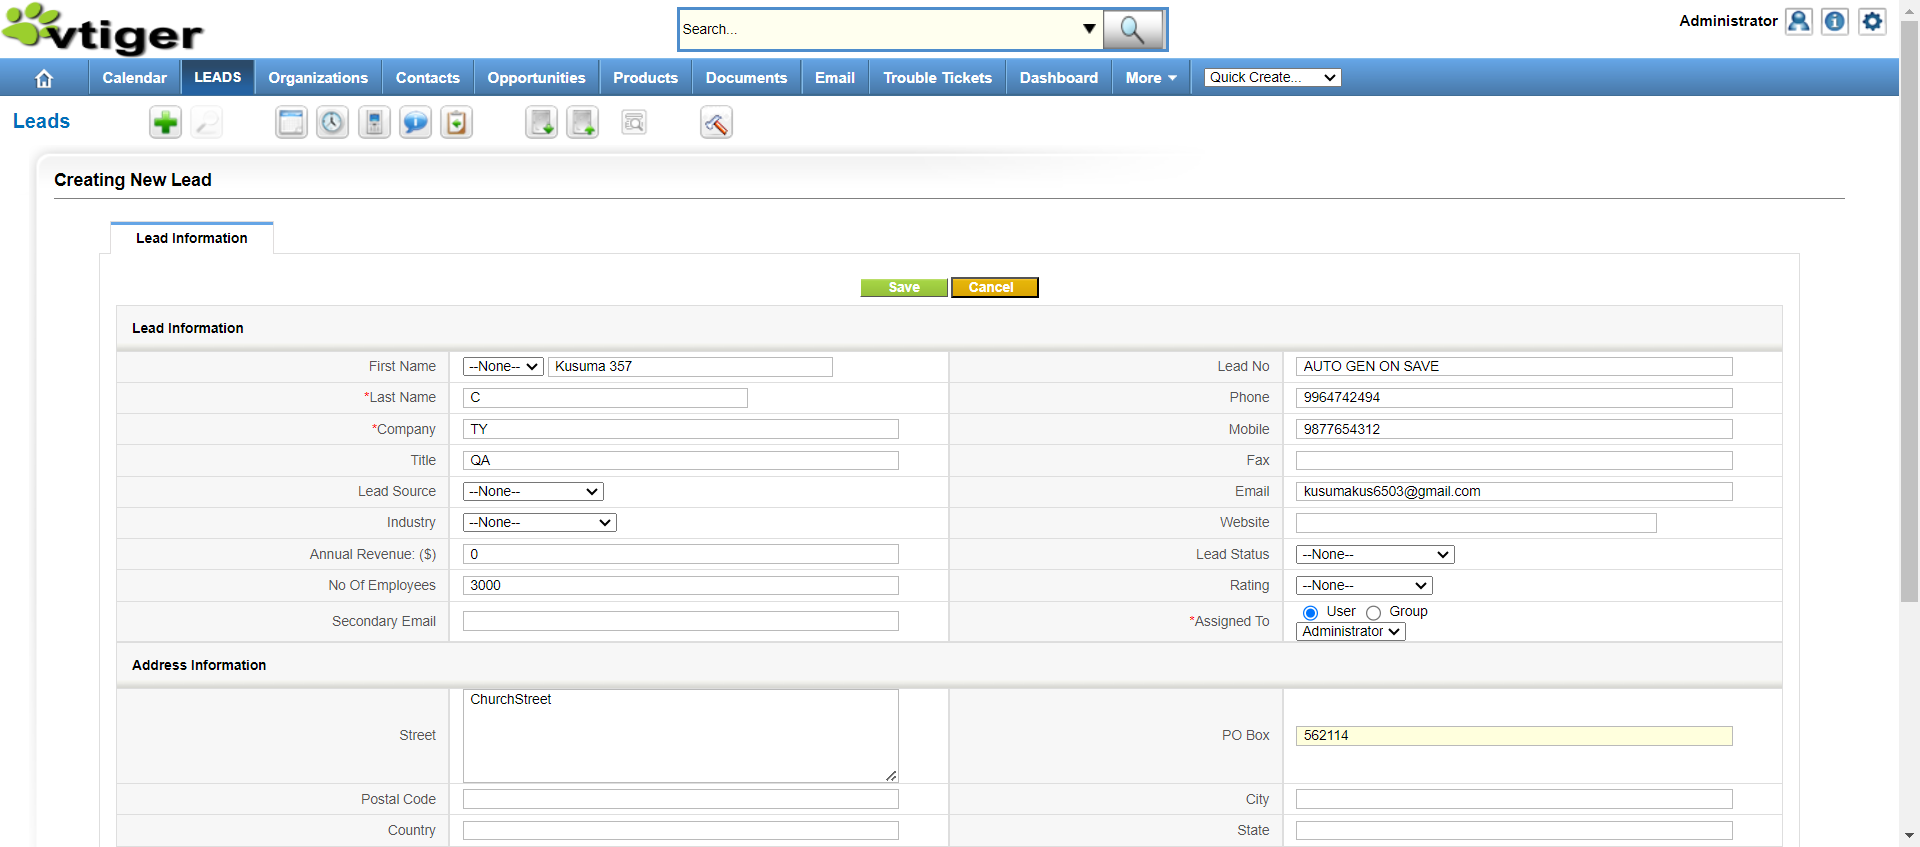 vtiger
Search...
Administrator
Calendar LEADS Organizations Contacts Opportunities Products Documents Email Trouble Tickets Dashboard More Quick Create...
Leads
Creating New Lead
Lead Information
Save Cancel
Lead Information
First Name --None-- Kusuma 357 Lead No AUTO GEN ON SAVE
*Last Name C Phone 9964742494
*Company TY Mobile 9877654312
Title QA Fax
Lead Source --None-- Email kusumakus6503@gmail.com
Industry --None-- Website
Annual Revenue: ($) 0 Lead Status --None--
No Of Employees 3000 Rating --None--
Secondary Email *Assigned To User Group
Administrator
Address Information
Street ChurchStreet PO Box 562114
Postal Code City
Country State